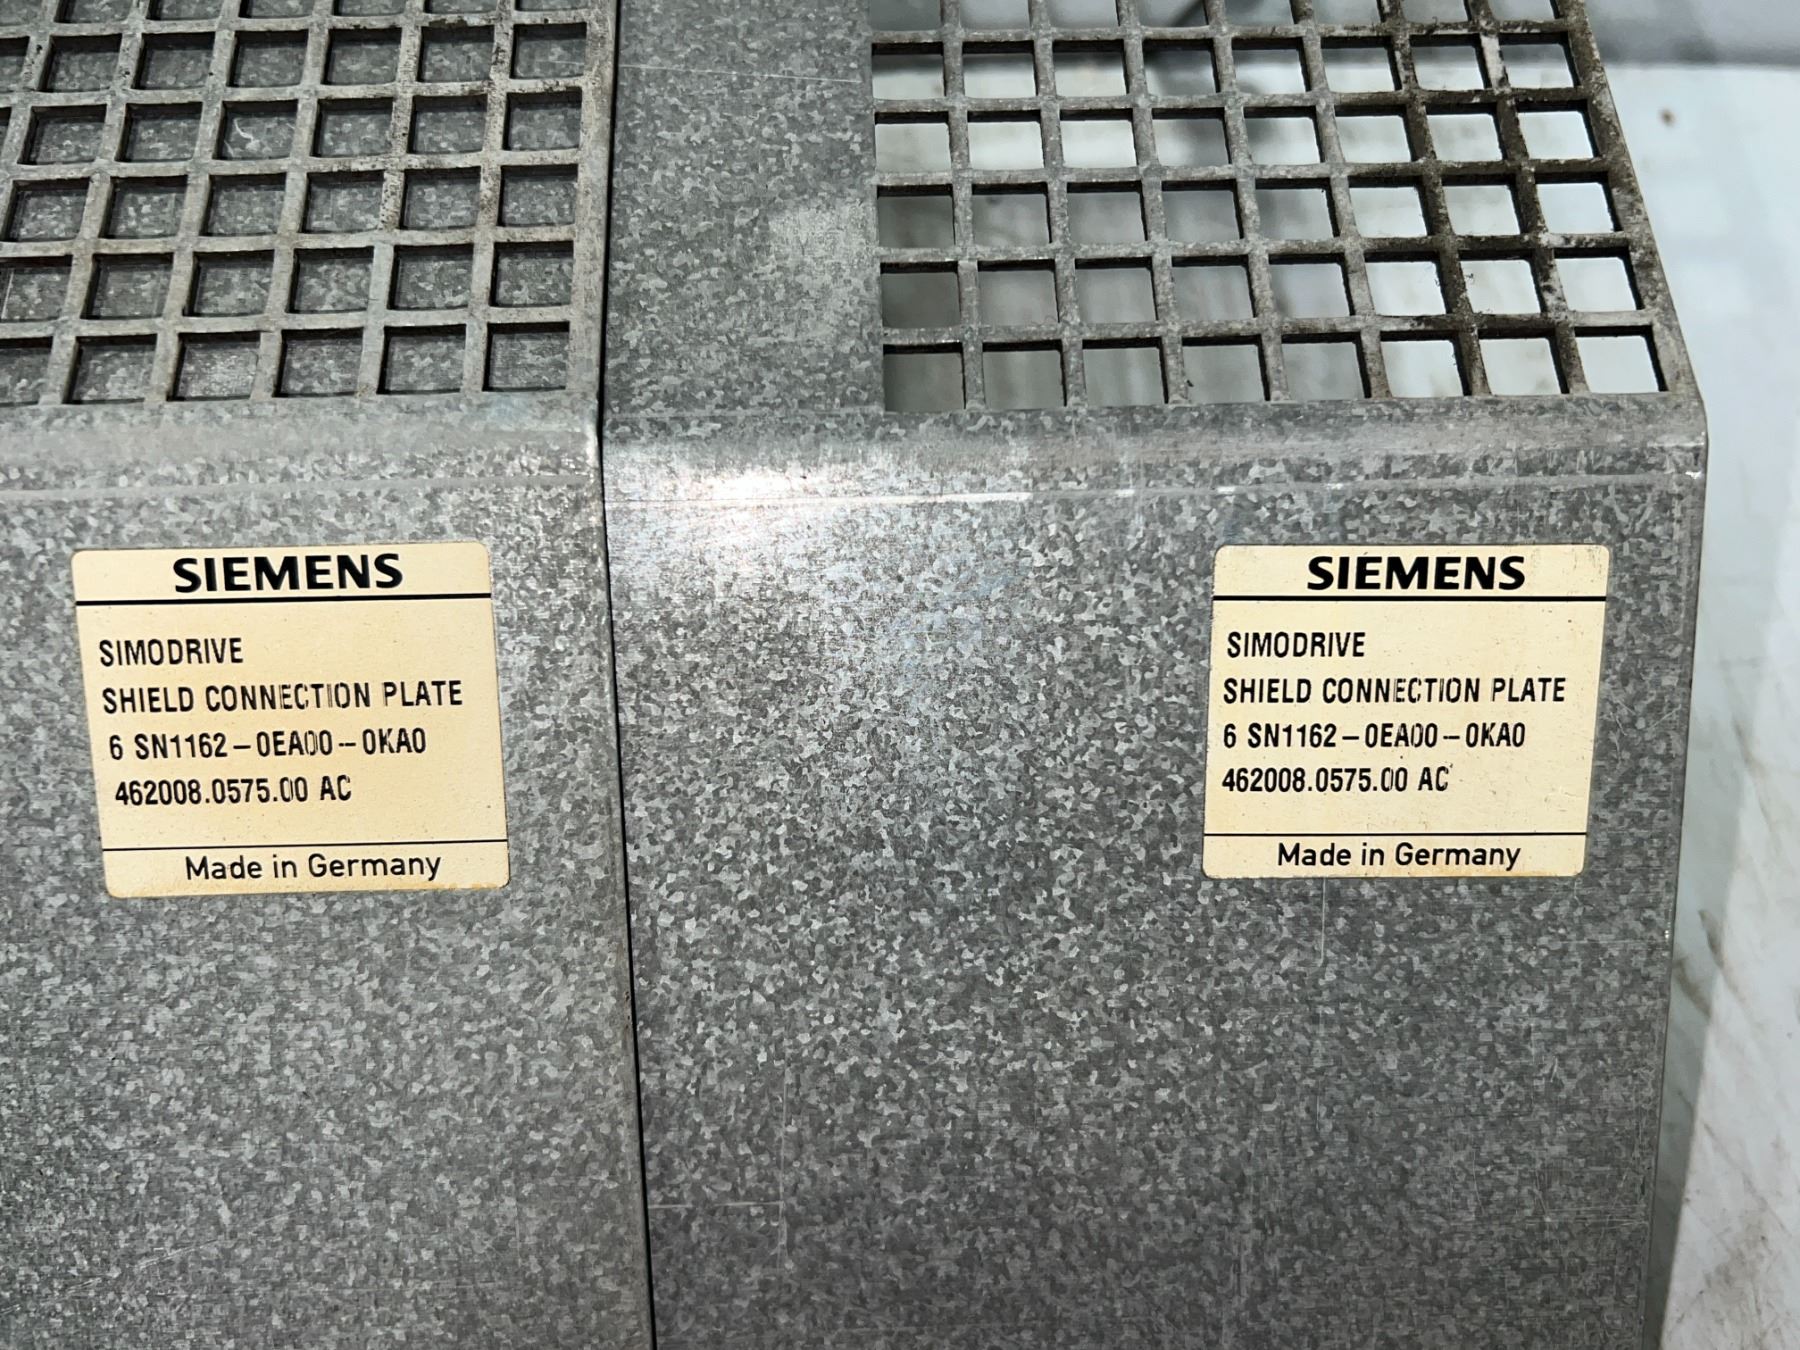 SIEMENS
SIMODRIVE
SHIELD CONNECTION PLATE
6 SN1162-0EA00-0KA0
462008.0575.00 AC
Made in Germany
SIEMENS
SIMODRIVE
SHIELD CONNECTION PLATE
6 SN1162-0EA00-0KA0
462008.0575.00 AC
Made in Germany